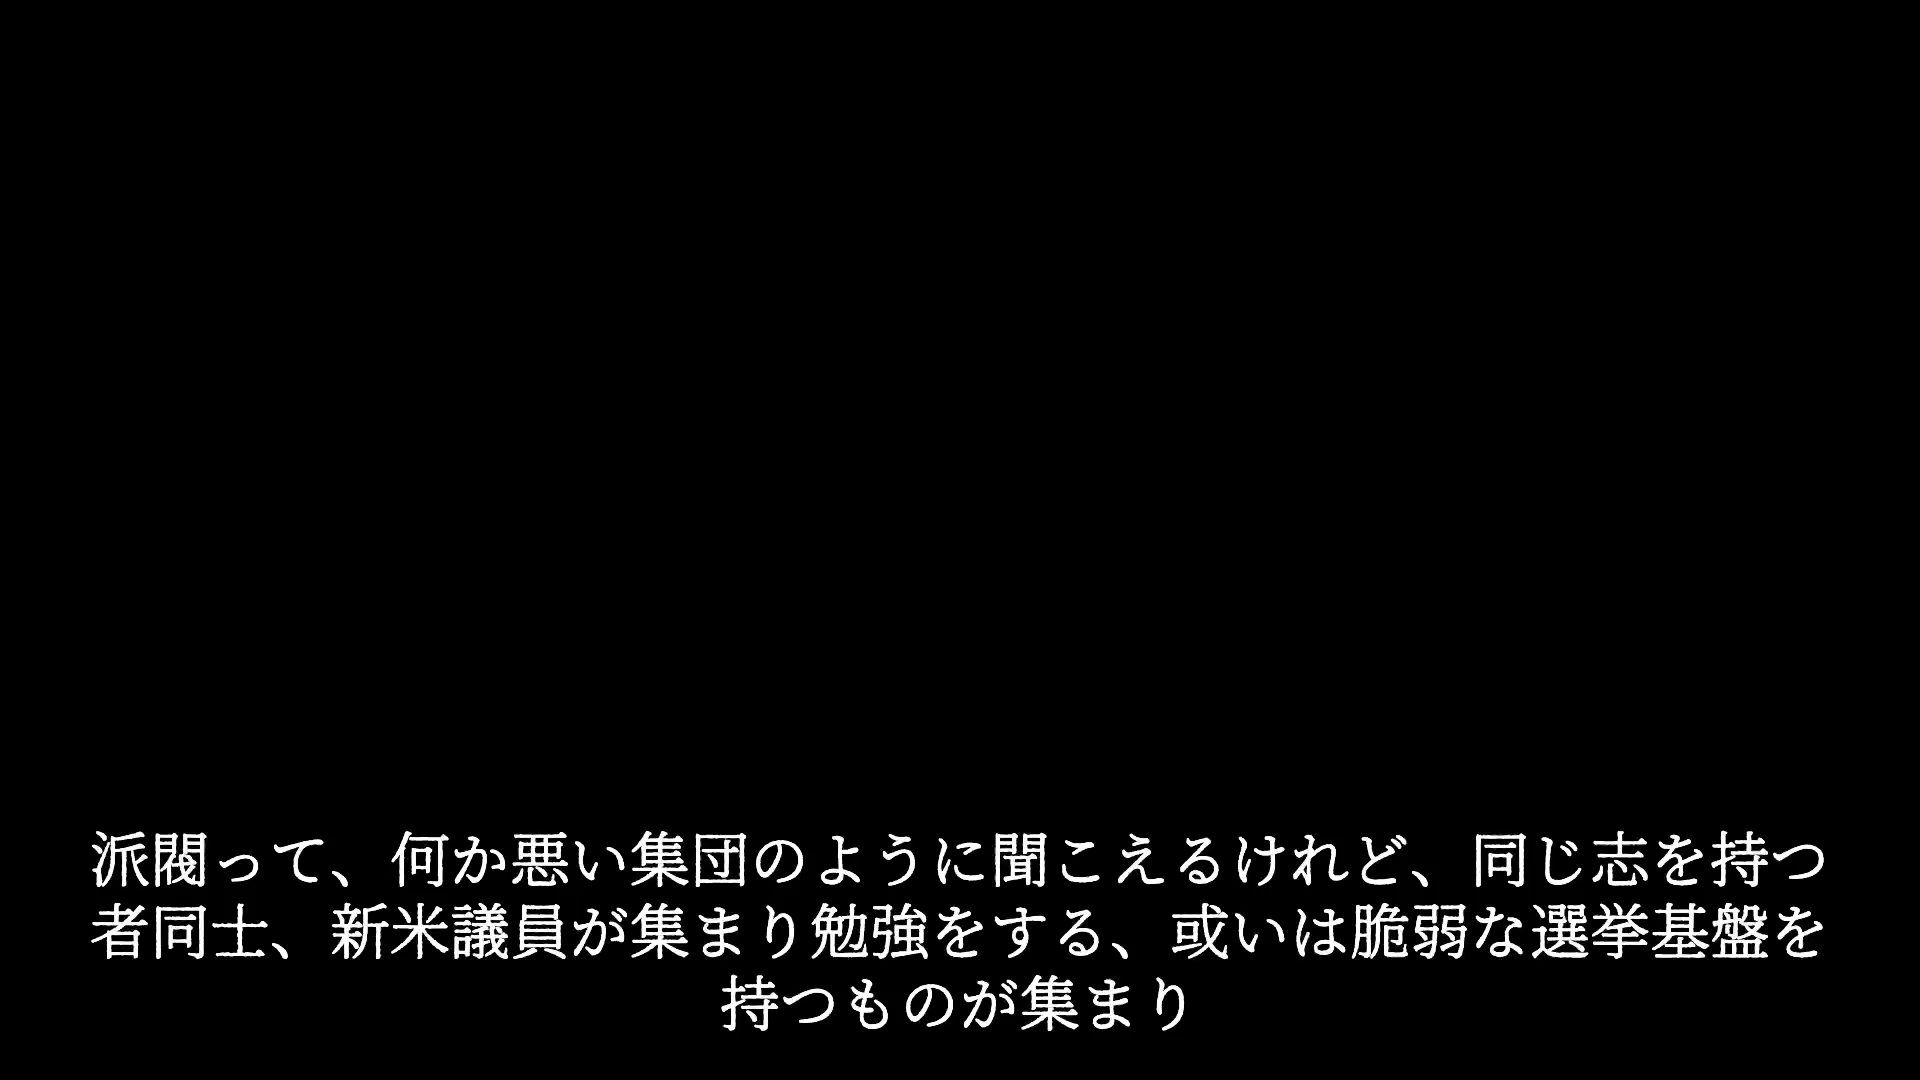 派閥って、何か悪い集団のように聞こえるけれど、同じ志を持つ
者同士、新米議員が集まり勉強をする、或いは脆弱な選挙基盤を
持つものが集まり